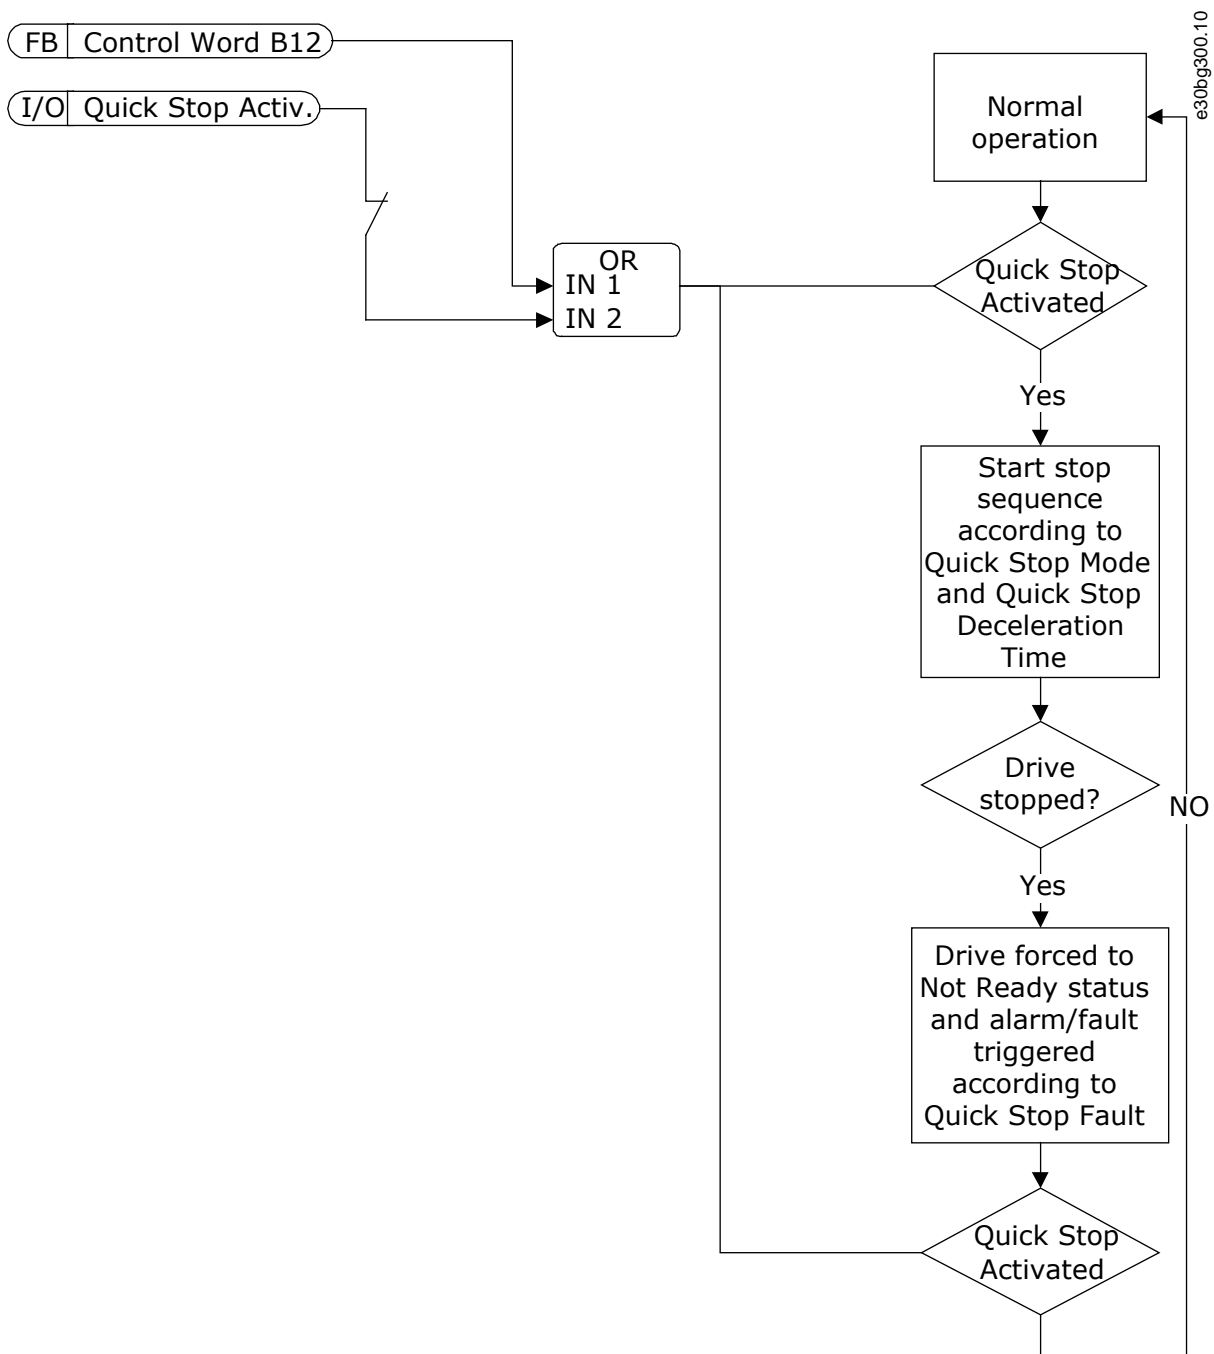 FB Control Word B12
I/O Quick Stop Activ.
OR
IN 1
IN 2
e30bg300.10
Normal
operation
Quick Stop
Activated
Yes
Start stop
sequence
according to
Quick Stop Mode
and Quick Stop
Deceleration
Time
Drive
stopped?
NO
Yes
Drive forced to
Not Ready status
and alarm/fault
triggered
according to
Quick Stop Fault
Quick Stop
Activated